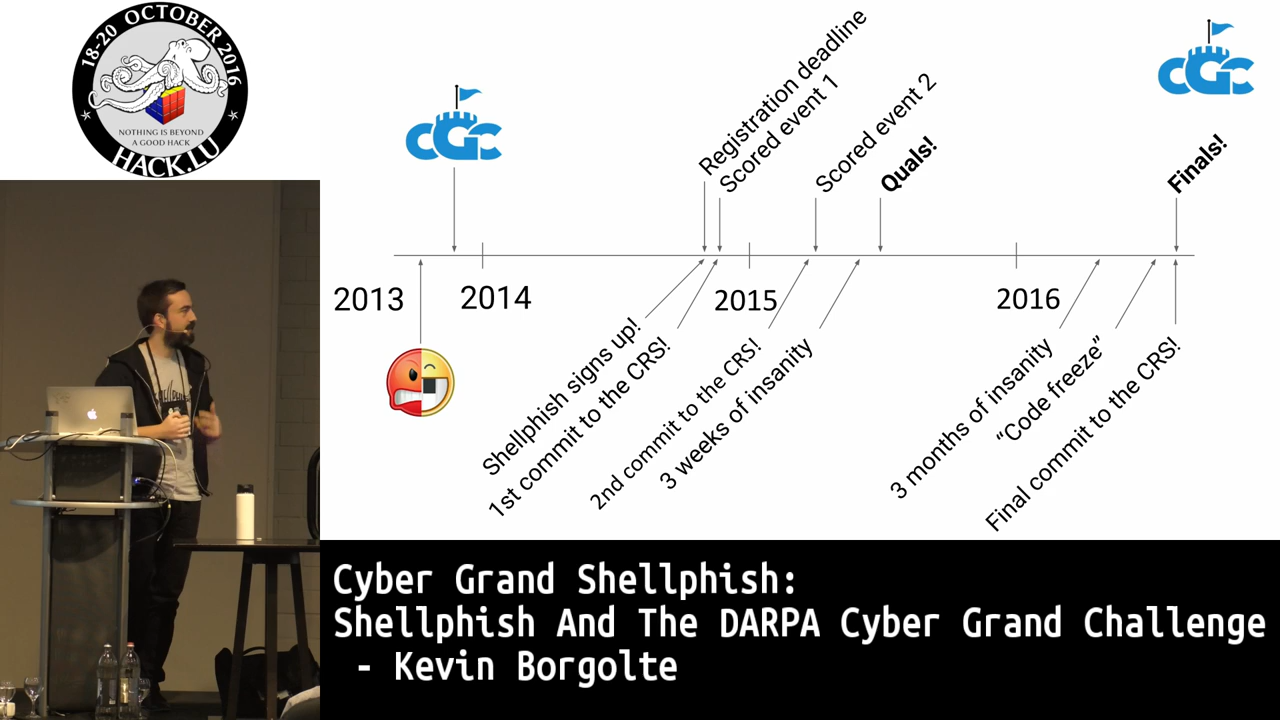 18-20 OCTOBER 2016
NOTHING IS BEYOND
A GOOD HACK
HACK.LU
CGC
CGC
Registration deadline
Scored event 1
Scored event 2
Quals!
Finals!
2013
2014
2015
2016
Shellphish signs up!
1st commit to the CRS!
2nd commit to the CRS!
3 weeks of insanity
3 months of insanity
“Code freeze”
Final commit to the CRS!
Cyber Grand Shellphish:
Shellphish And The DARPA Cyber Grand Challenge
- Kevin Borgolte